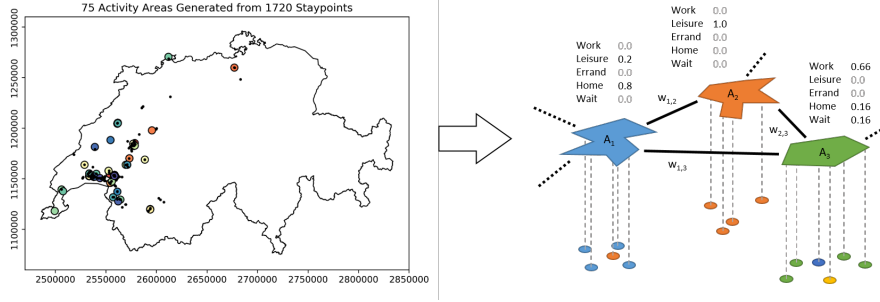 75 Activity Areas Generated from 1720 Staypoints
1300000
1250000
1200000
1150000
1100000
2500000 2550000 2600000 2650000 2700000 2750000 2800000 2850000
Work 0.0
Leisure 0.2
Errand 0.0
Home 0.8
Wait 0.0
A1
Work 0.0
Leisure 1.0
Errand 0.0
Home 0.0
Wait 0.0
A2
Work 0.66
Leisure 0.0
Errand 0.0
Home 0.16
Wait 0.16
A3
w1,2
w2,3
w1,3